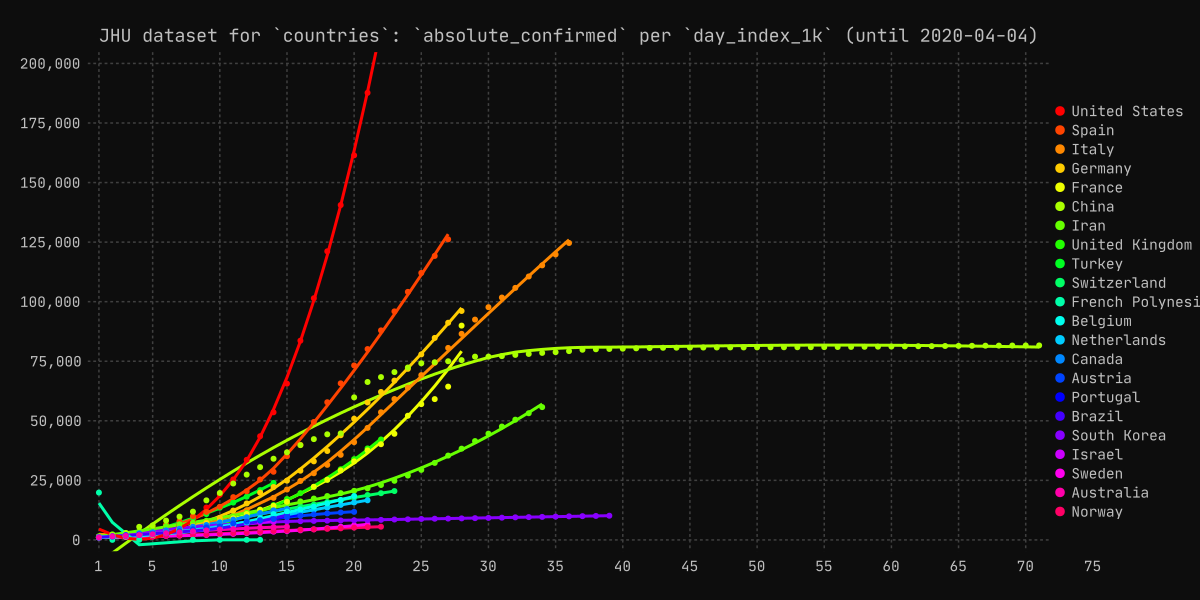 JHU dataset for `countries`: `absolute_confirmed` per `day_index_1k` (until 2020-04-04)
200,000
175,000
150,000
125,000
100,000
75,000
50,000
25,000
0
1 5 10 15 20 25 30 35 40 45 50 55 60 65 70 75
United States
Spain
Italy
Germany
France
China
Iran
United Kingdom
Turkey
Switzerland
French Polynesi
Belgium
Netherlands
Canada
Austria
Portugal
Brazil
South Korea
Israel
Sweden
Australia
Norway